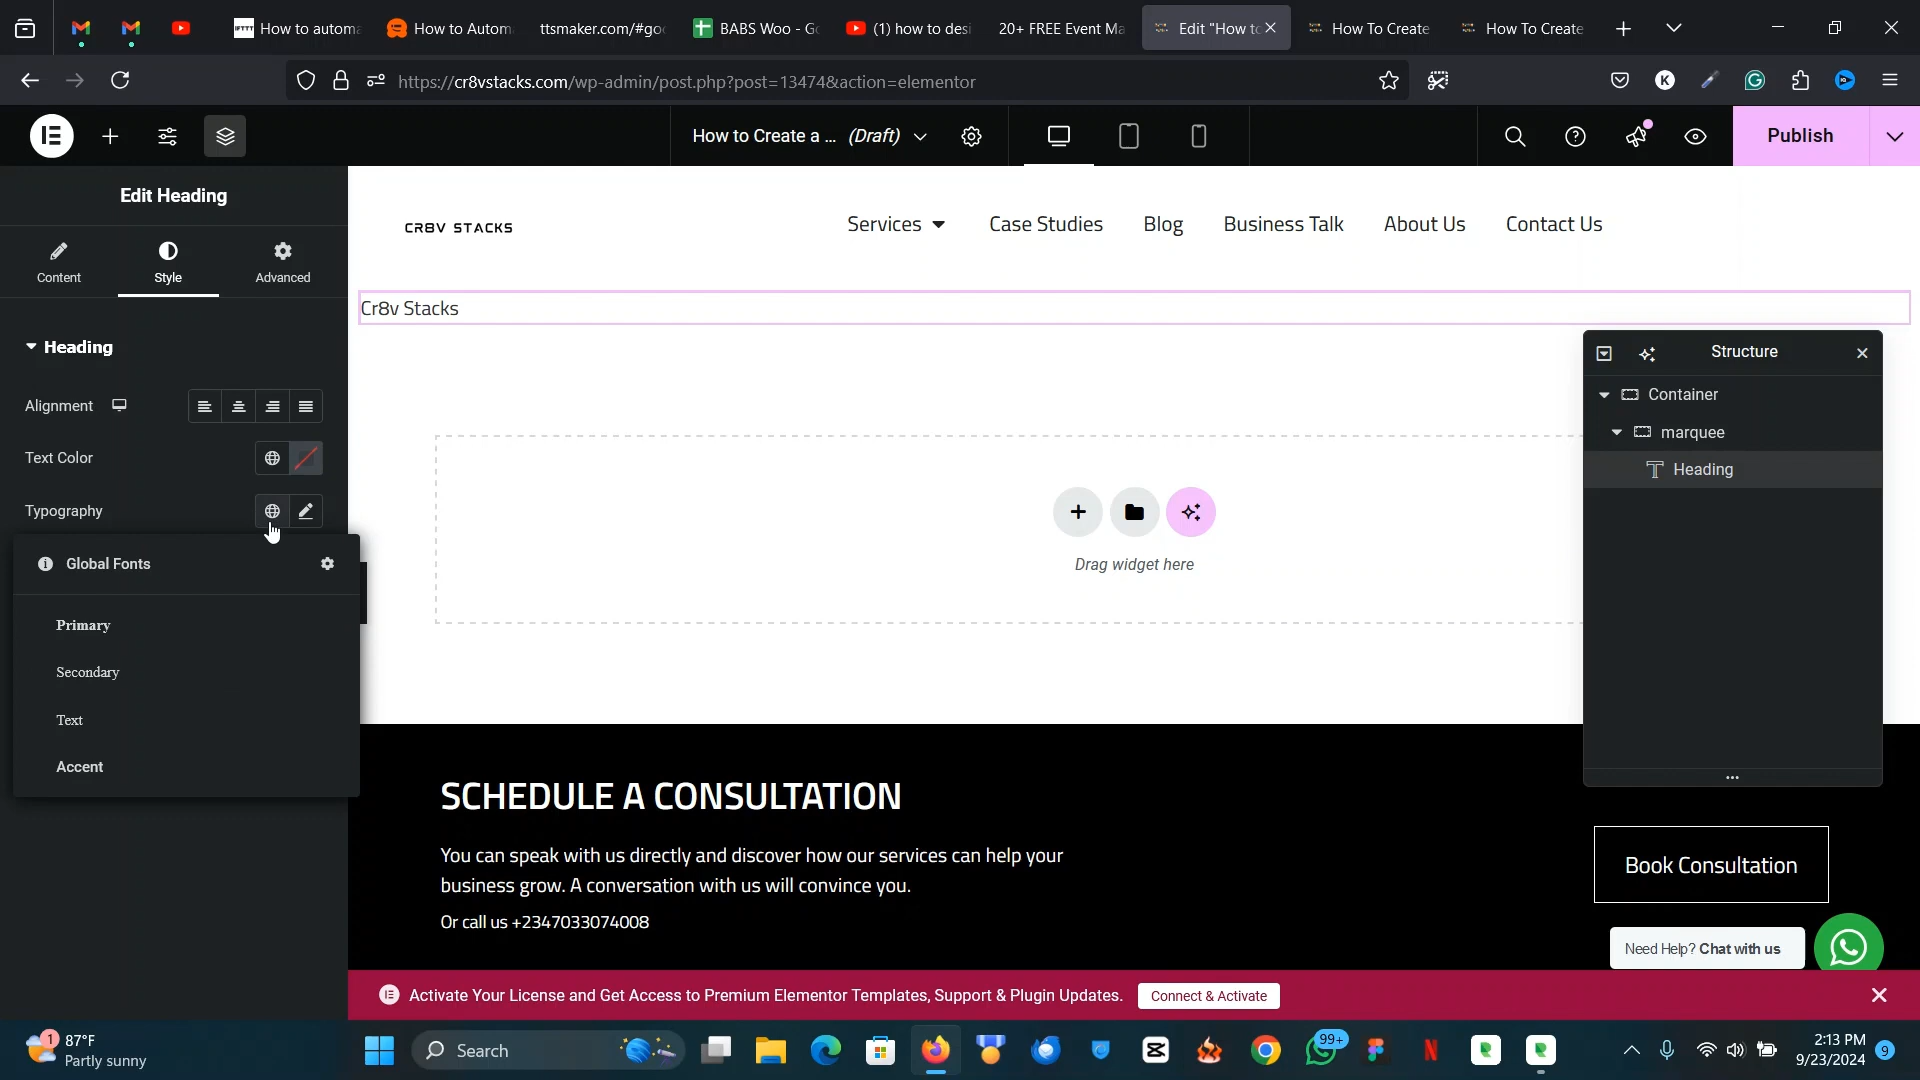 How to automa
How to Autom
ttsmaker.com/#goo
BABS Woo - Go
(1) how to desi
20+ FREE Event Ma
Edit "How to
How To Create
How To Create
https://cr8vstacks.com/wp-admin/post.php?post=13474&action=elementor
How to Create a ... (Draft)
Publish
Edit Heading
Content
Style
Advanced
CR8V STACKS
Services
Case Studies
Blog
Business Talk
About Us
Contact Us
Cr8v Stacks
Heading
Alignment
Text Color
Typography
Global Fonts
Primary
Secondary
Text
Accent
Structure
Container
marquee
Heading
Drag widget here
SCHEDULE A CONSULTATION
You can speak with us directly and discover how our services can help your
business grow. A conversation with us will convince you.
Or call us +2347033074008
Book Consultation
Need Help? Chat with us
Activate Your License and Get Access to Premium Elementor Templates, Support & Plugin Updates.
Connect & Activate
1
87°F
Partly sunny
Search
99+
2:13 PM
9/23/2024
9